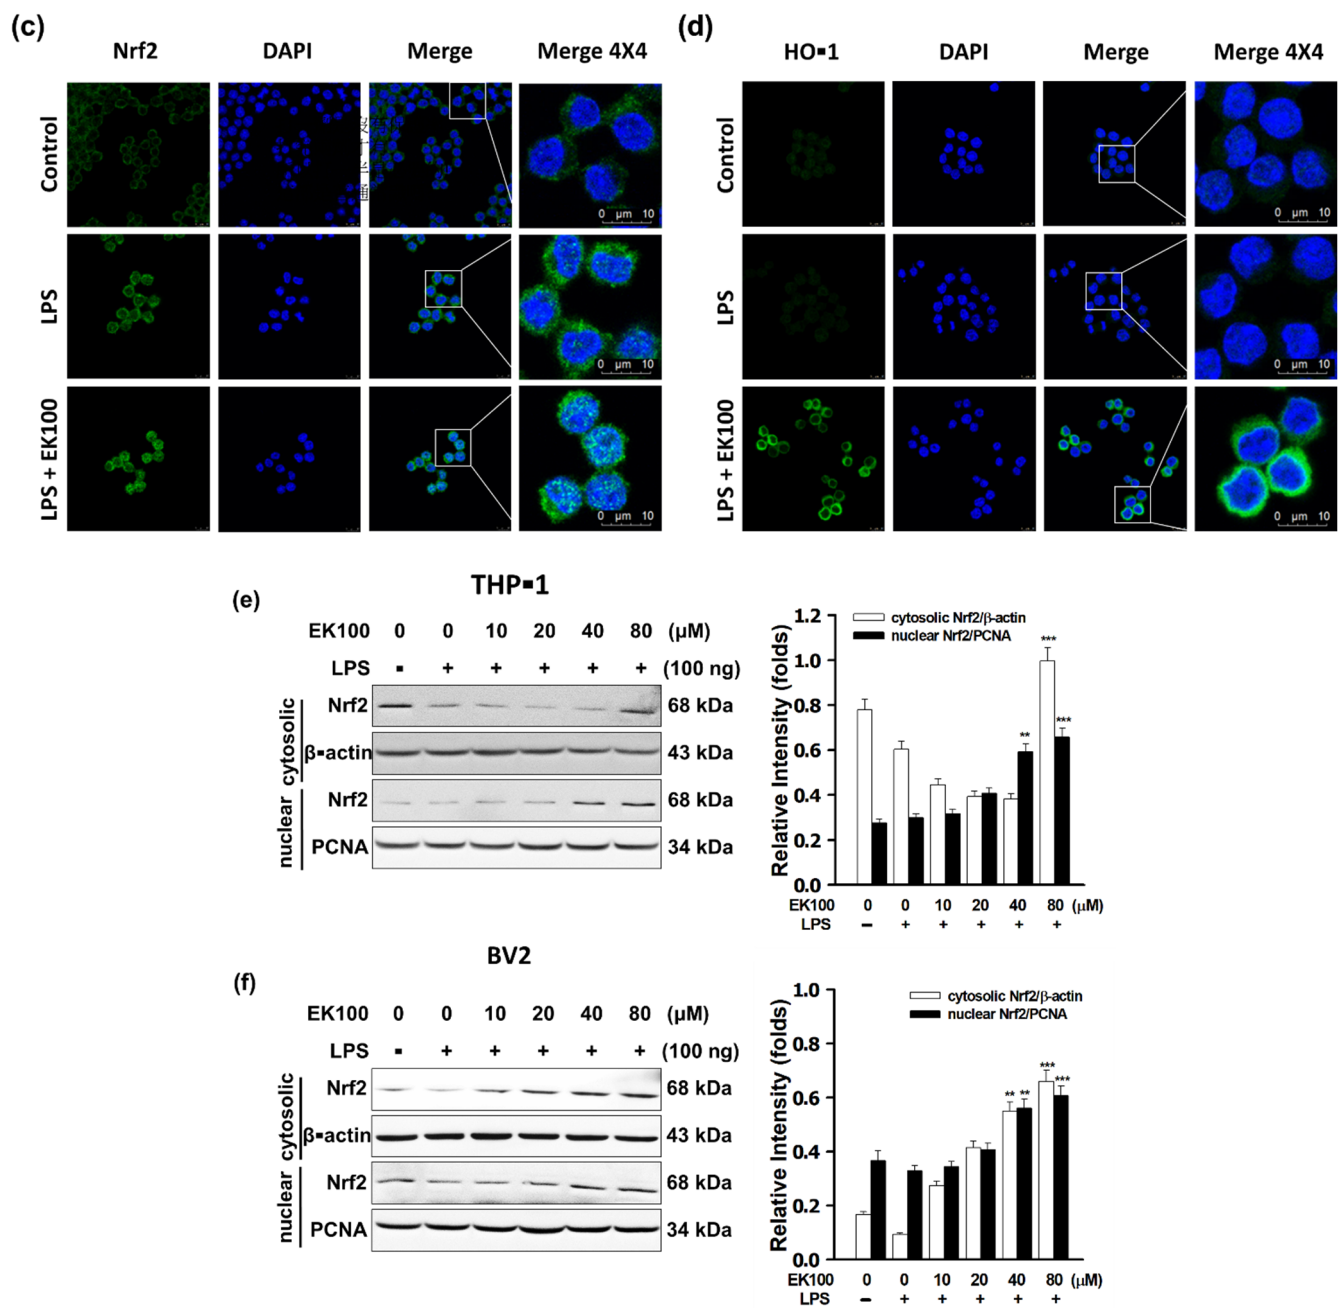 (c)
Nrf2 DAPI Merge Merge 4X4
Control
0 µm 10
LPS
0 µm 10
LPS + EK100
0 µm 10
(d)
HO▪1 DAPI Merge Merge 4X4
Control
0 µm 10
LPS
0 µm 10
LPS + EK100
0 µm 10
(e)
THP▪1
EK100 0 0 10 20 40 80 (µM)
LPS ▪ + + + + + (100 ng)
cytosolic
Nrf2 68 kDa
β▪actin 43 kDa
nuclear
Nrf2 68 kDa
PCNA 34 kDa
Relative Intensity (folds)
1.2
1.0
0.8
0.6
0.4
0.2
0.0
cytosolic Nrf2/β-actin
nuclear Nrf2/PCNA
**
***
***
EK100 0 0 10 20 40 80 (µM)
LPS − + + + + +
(f)
BV2
EK100 0 0 10 20 40 80 (µM)
LPS ▪ + + + + + (100 ng)
cytosolic
Nrf2 68 kDa
β▪actin 43 kDa
nuclear
Nrf2 68 kDa
PCNA 34 kDa
Relative Intensity (folds)
1.0
0.8
0.6
0.4
0.2
0.0
cytosolic Nrf2/β-actin
nuclear Nrf2/PCNA
** **
*** ***
EK100 0 0 10 20 40 80 (µM)
LPS − + + + + +